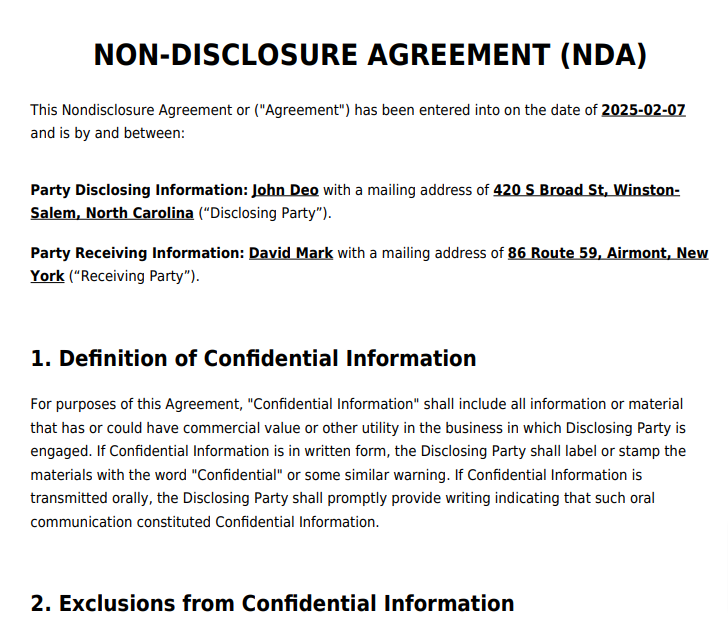 NON-DISCLOSURE AGREEMENT (NDA)
This Nondisclosure Agreement or ("Agreement") has been entered into on the date of 2025-02-07
and is by and between:
Party Disclosing Information: John Deo with a mailing address of 420 S Broad St, Winston-
Salem, North Carolina (“Disclosing Party”).
Party Receiving Information: David Mark with a mailing address of 86 Route 59, Airmont, New
York (“Receiving Party”).
1. Definition of Confidential Information
For purposes of this Agreement, "Confidential Information" shall include all information or material
that has or could have commercial value or other utility in the business in which Disclosing Party is
engaged. If Confidential Information is in written form, the Disclosing Party shall label or stamp the
materials with the word "Confidential" or some similar warning. If Confidential Information is
transmitted orally, the Disclosing Party shall promptly provide writing indicating that such oral
communication constituted Confidential Information.
2. Exclusions from Confidential Information